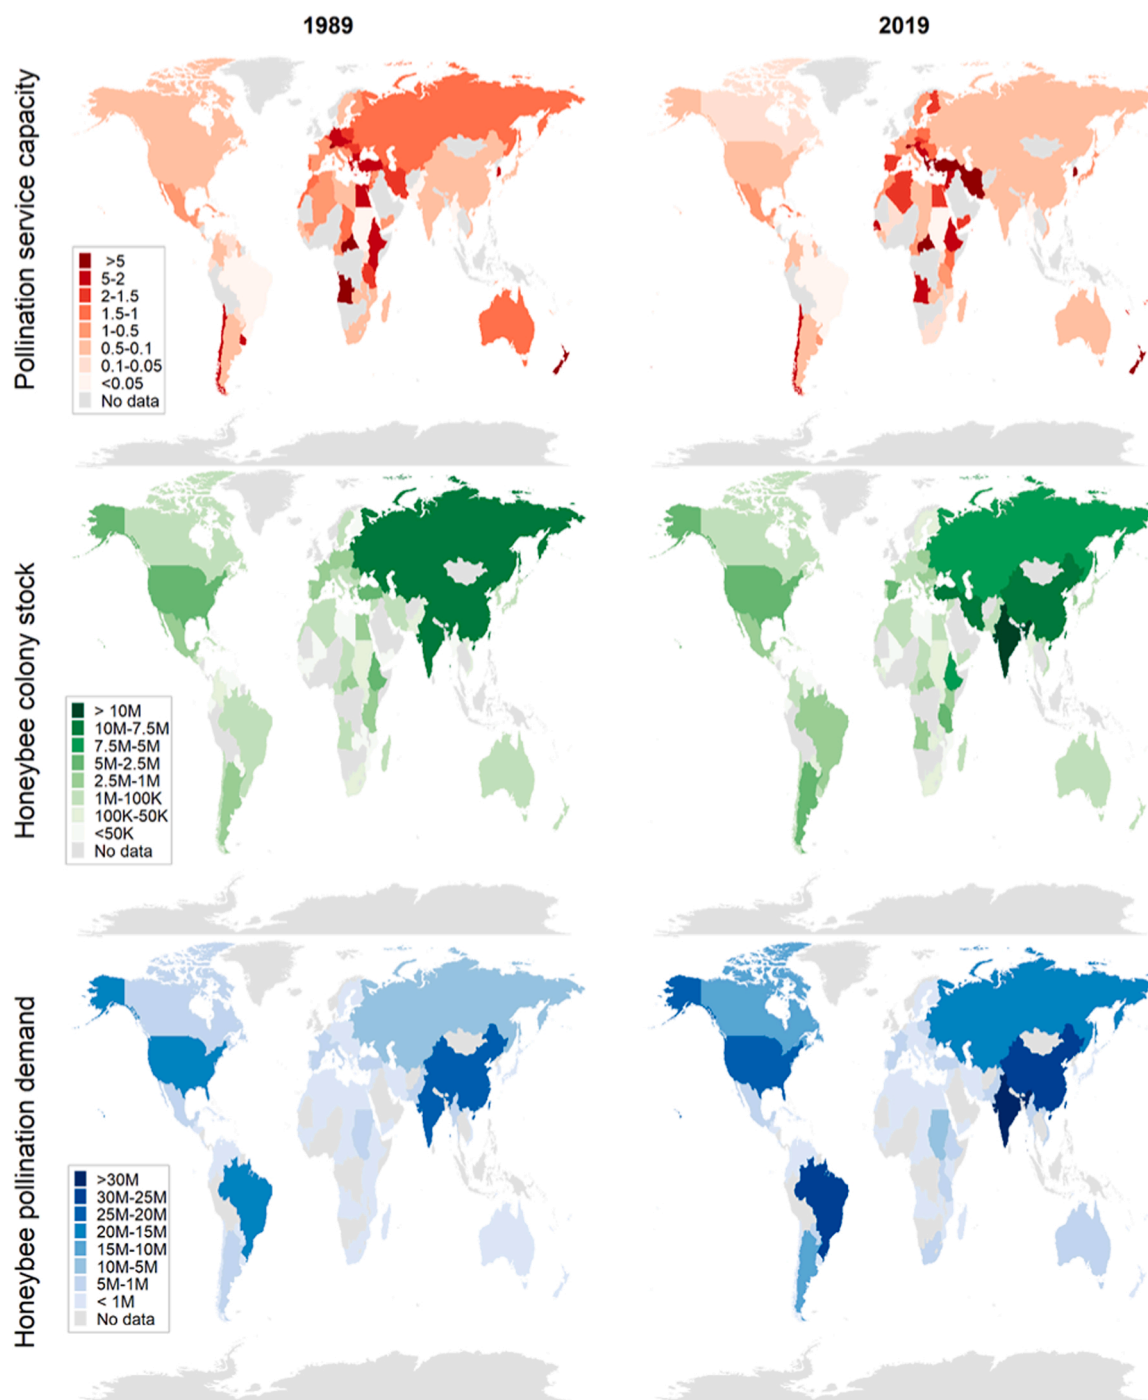 1989
2019
Pollination service capacity
>5
5-2
2-1.5
1.5-1
1-0.5
0.5-0.1
0.1-0.05
<0.05
No data
Honeybee colony stock
> 10M
10M-7.5M
7.5M-5M
5M-2.5M
2.5M-1M
1M-100K
100K-50K
<50K
No data
Honeybee pollination demand
>30M
30M-25M
25M-20M
20M-15M
15M-10M
10M-5M
5M-1M
< 1M
No data